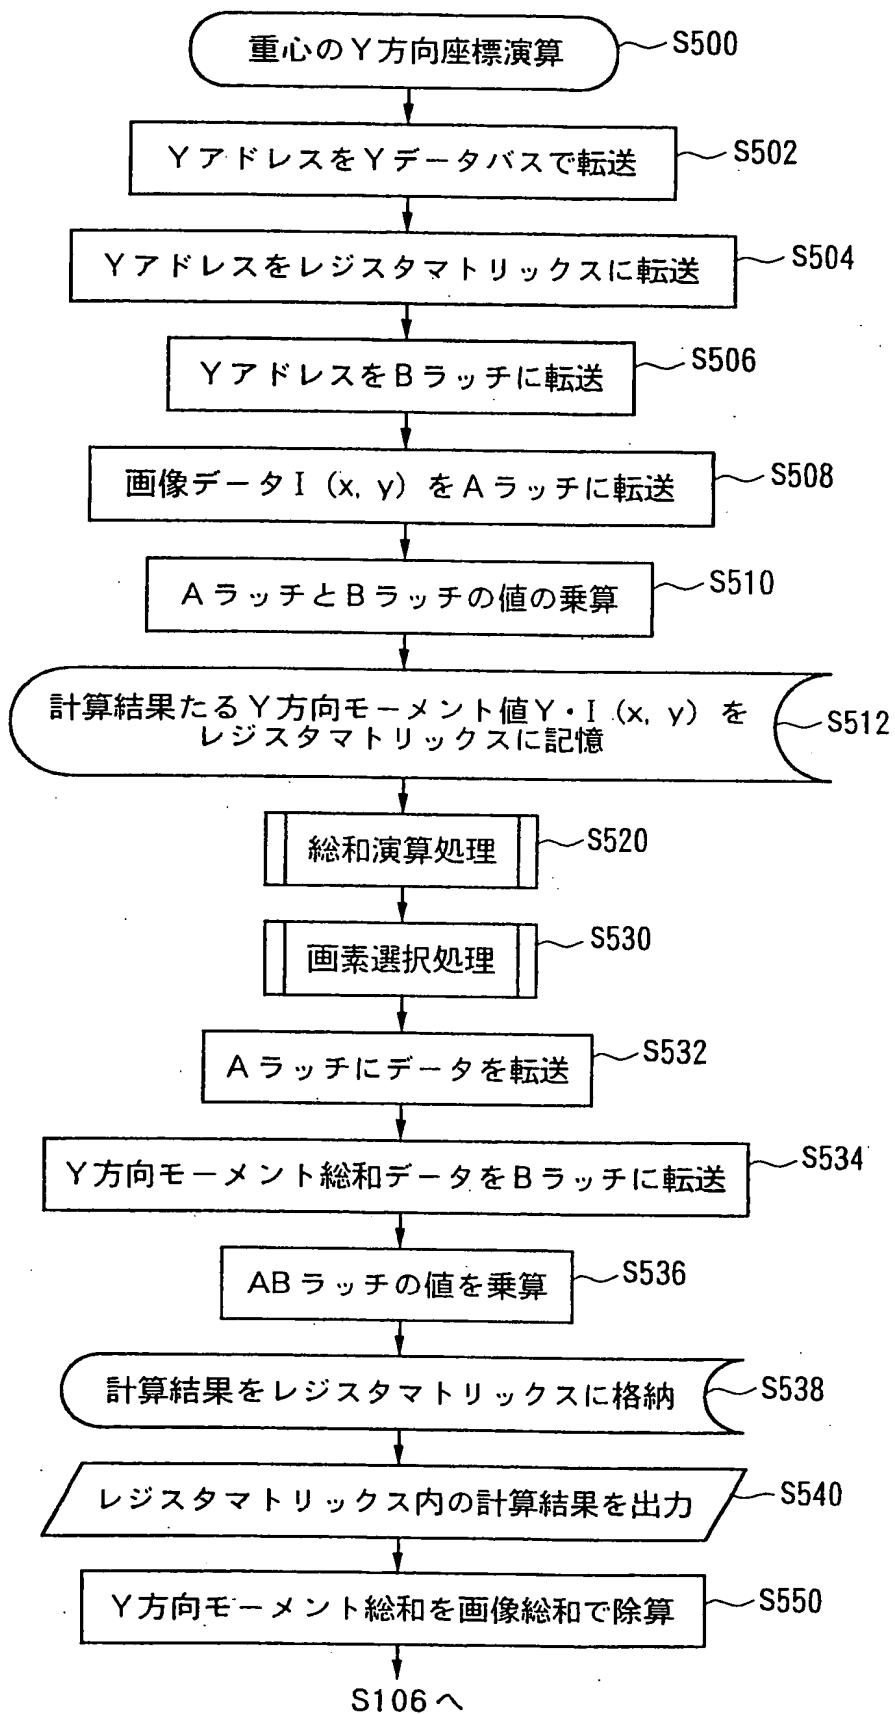 重心のY方向座標演算
S500
YアドレスをYデータバスで転送
S502
Yアドレスをレジスタマトリックスに転送
S504
YアドレスをBラッチに転送
S506
画像データI (x, y) をAラッチに転送
S508
AラッチとBラッチの値の乗算
S510
計算結果たるY方向モーメント値Y・I (x, y) を
レジスタマトリックスに記憶
S512
総和演算処理
S520
画素選択処理
S530
Aラッチにデータを転送
S532
Y方向モーメント総和データをBラッチに転送
S534
ABラッチの値を乗算
S536
計算結果をレジスタマトリックスに格納
S538
レジスタマトリックス内の計算結果を出力
S540
Y方向モーメント総和を画像総和で除算
S550
S106へ